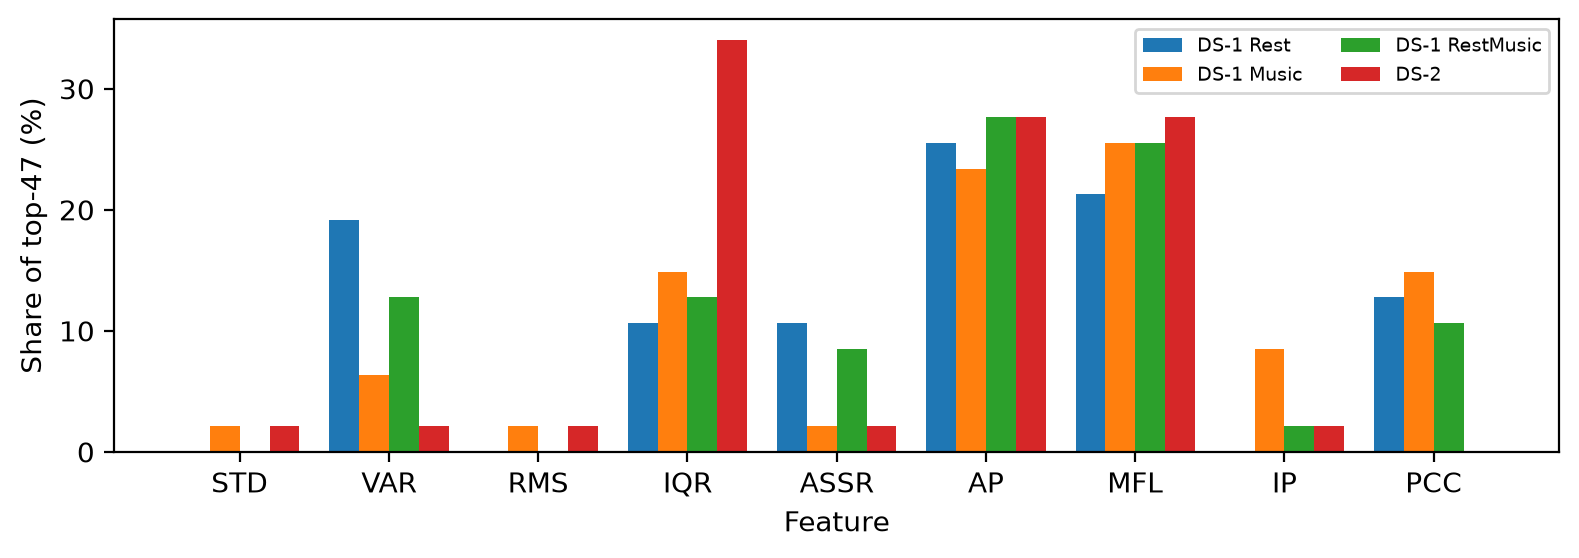 DS-1 Rest
DS-1 Music
DS-1 RestMusic
DS-2
Share of top-47 (%)
30
20
10
0
STD VAR RMS IQR ASSR AP MFL IP PCC
Feature